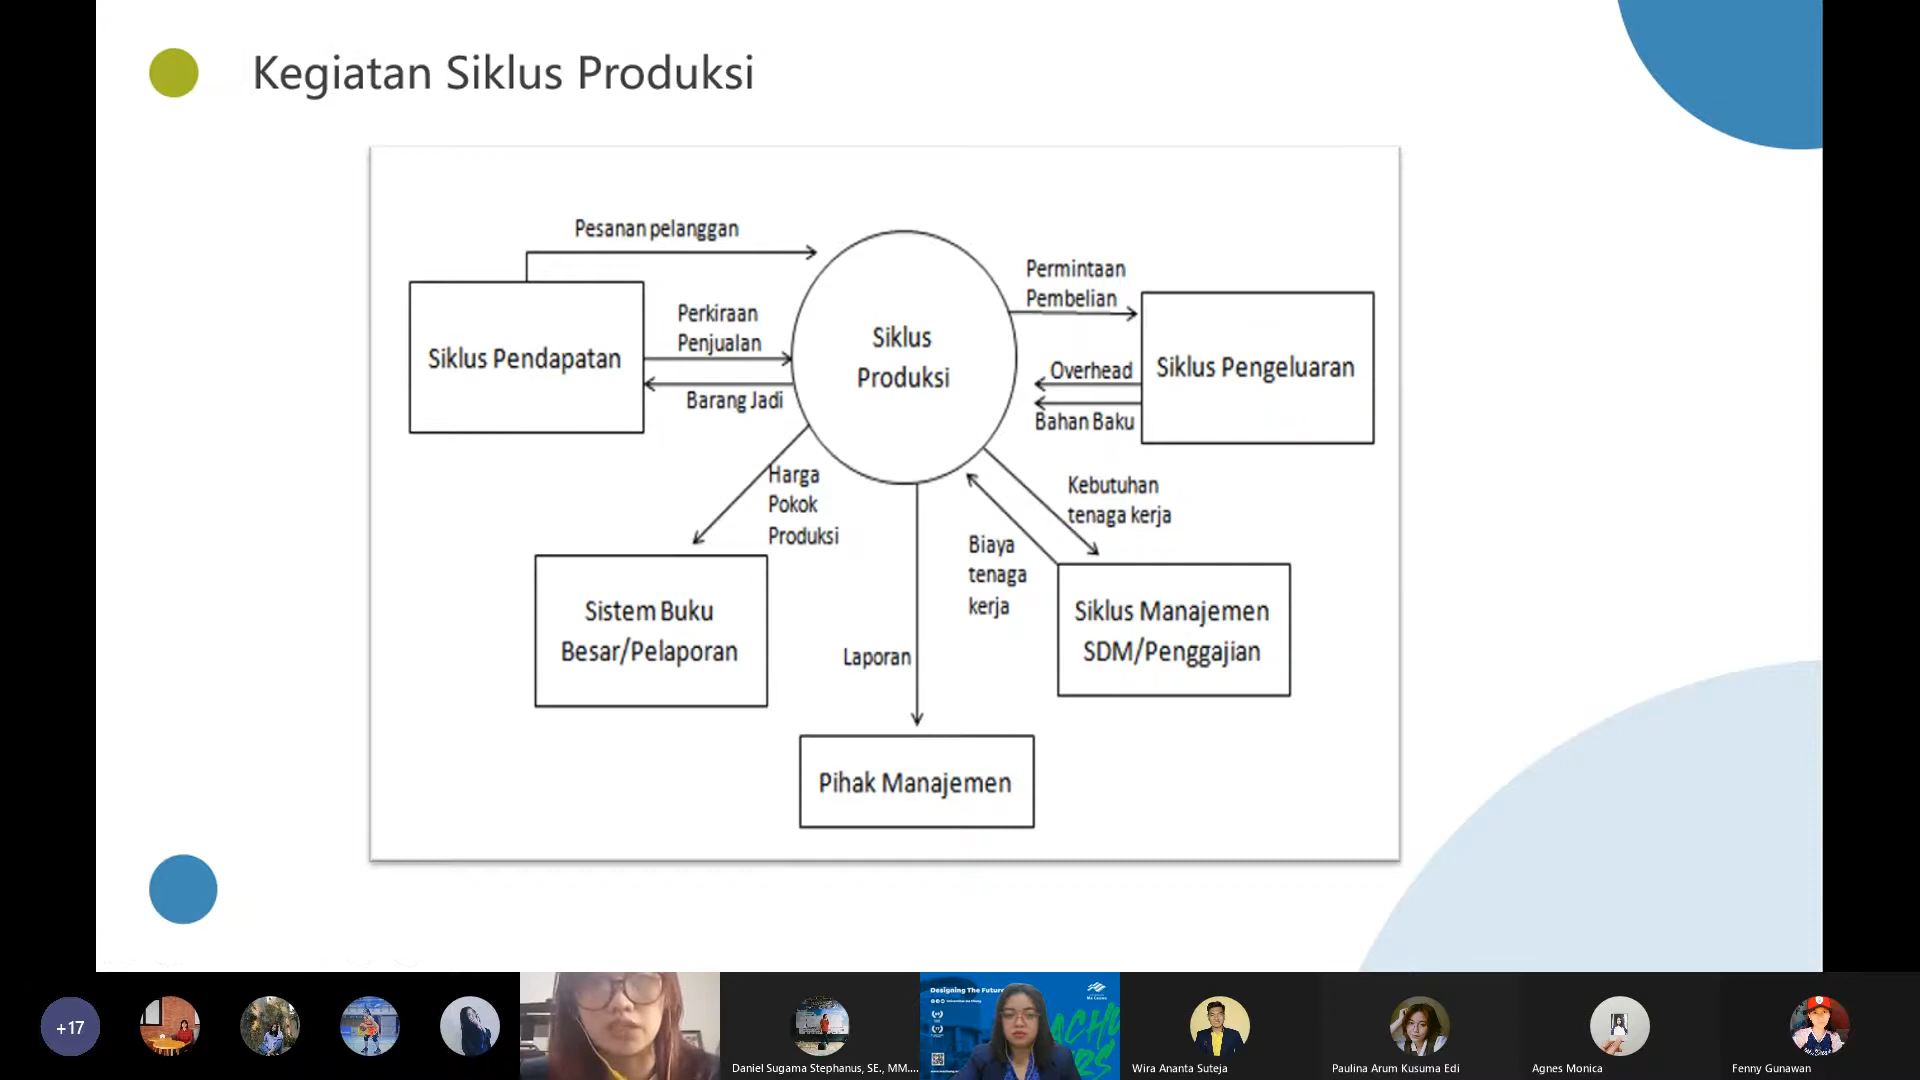 Kegiatan Siklus Produksi
Pesanan pelanggan
Permintaan
Pembelian
Perkiraan
Penjualan
Siklus
Produksi
Siklus Pendapatan
Siklus Pengeluaran
Overhead
Barang Jadi
Bahan Baku
Harga
Pokok
Produksi
Kebutuhan
tenaga kerja
Biaya
tenaga
kerja
Sistem Buku
Besar/Pelaporan
Siklus Manajemen
SDM/Penggajian
Laporan
Pihak Manajemen
+17
Designing The Future
Daniel Sugama Stephanus, SE., MM....
Wira Ananta Suteja
Paulina Arum Kusuma Edi
Agnes Monica
Fenny Gunawan